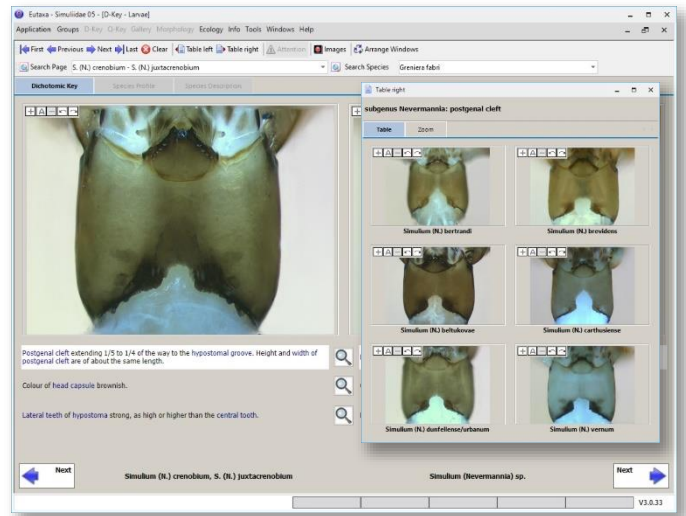 Eutaxa - Simuliidae 05 - [D-Key - Larvae]
Application Groups D-Key O-Key Gallery Morphology Ecology Info Tools Windows Help
First Previous Next Last Clear Table left Table right Attention Images Arrange Windows
Search Page S. (N.) crenobium - S. (N.) juxtacrenobium Search Species Greniera fabri
Dichotomic Key Species Profile Species Description
Table right
subgenus Nevermannia: postgenal cleft
Table Zoom
Simulium (N.) bertrandi Simulium (N.) brevidens
Simulium (N.) beltukovae Simulium (N.) carthusiense
Simulium (N.) dunfellense/urbanum Simulium (N.) vernum
Postgenal cleft extending 1/5 to 1/4 of the way to the hypostomal groove. Height and width of
postgenal cleft are of about the same length.
Colour of head capsule brownish.
Lateral teeth of hypostoma strong, as high or higher than the central tooth.
Next Simulium (N.) crenobium, S. (N.) juxtacrenobium Simulium (Nevermannia) sp. Next
V3.0.33